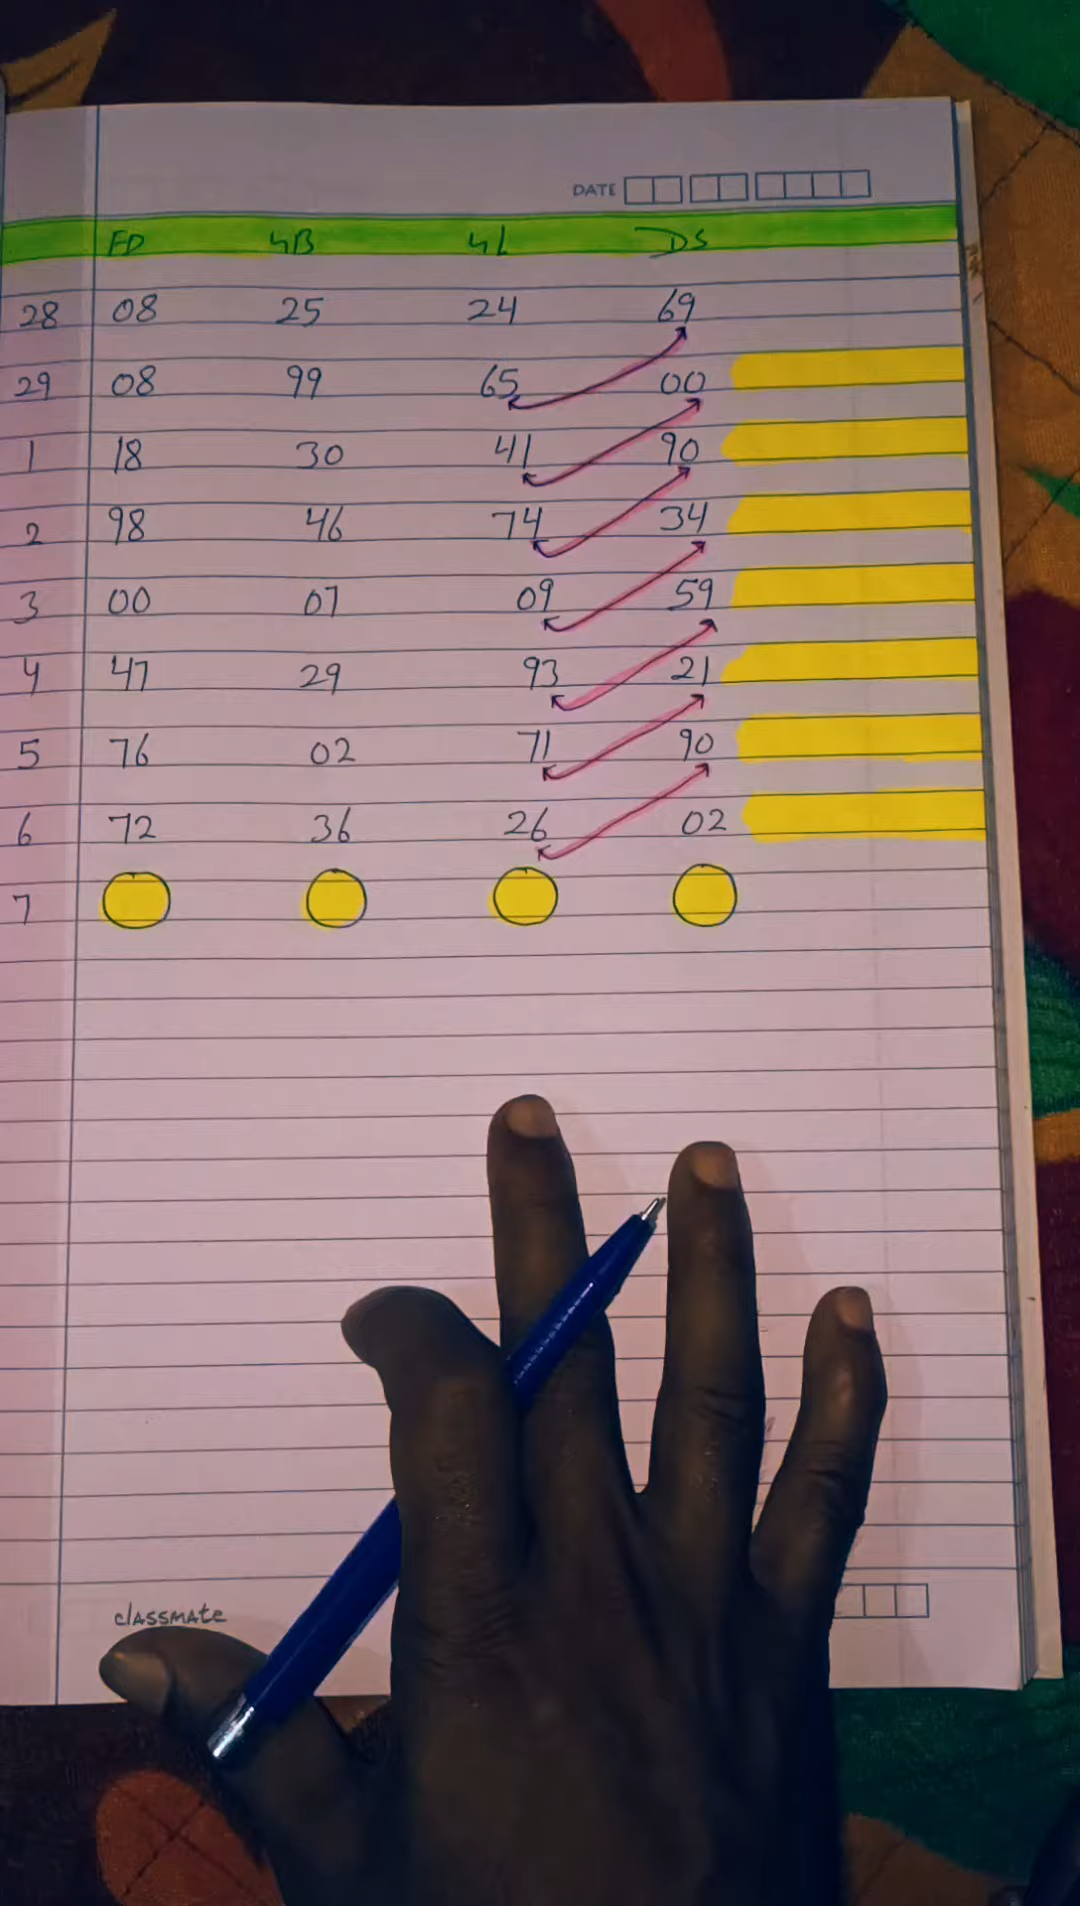 DATE
FD GB GL DS
28 08 25 24 69
29 08 99 65 00
1 18 30 41 90
2 98 46 74 34
3 00 07 09 59
4 47 29 93 21
5 76 02 71 90
6 72 36 26 02
7
classmate